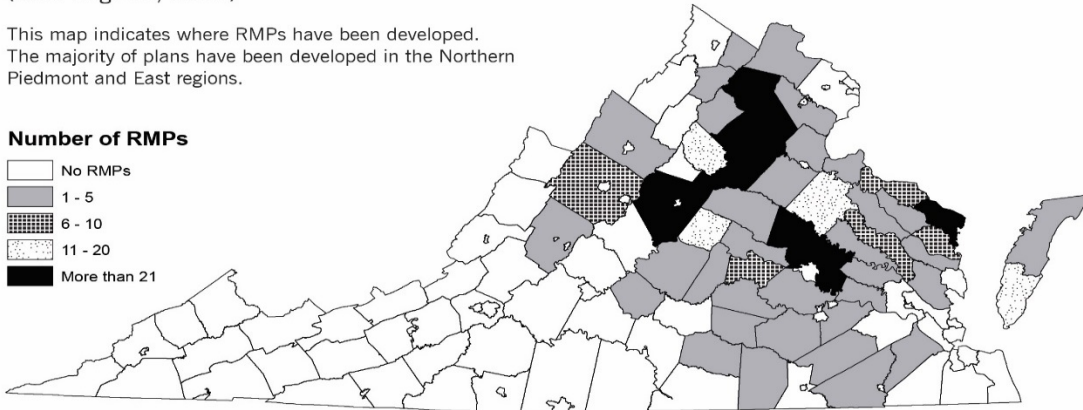 This map indicates where RMPs have been developed.
The majority of plans have been developed in the Northern
Piedmont and East regions.
Number of RMPs
No RMPs
1 - 5
6 - 10
11 - 20
More than 21